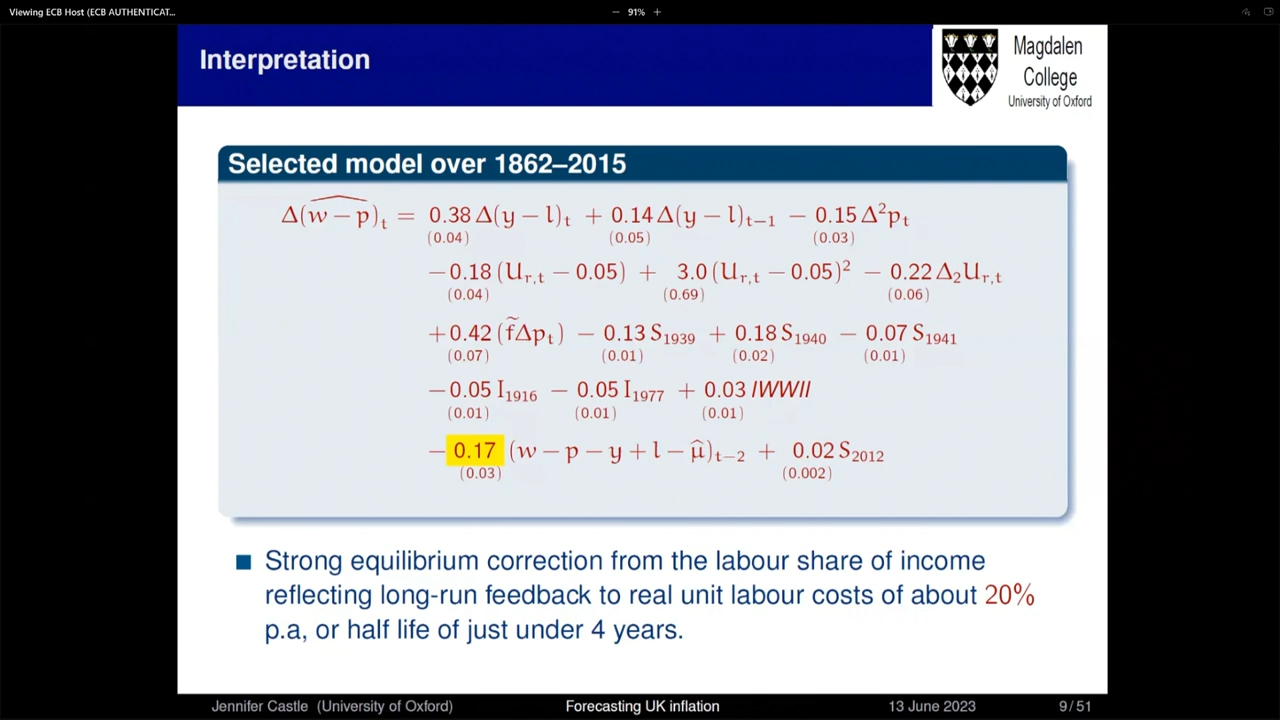 Viewing ECB Host (ECB AUTHENTICAT...
− 91% +
Interpretation
Magdalen
College
University of Oxford
Selected model over 1862–2015
Δ(w − p)̂ₜ = 0.38 Δ(y − l)ₜ + 0.14 Δ(y − l)ₜ₋₁ − 0.15 Δ²pₜ
(0.04) (0.05) (0.03)
−0.18 (Uᵣ,ₜ − 0.05) + 3.0 (Uᵣ,ₜ − 0.05)² − 0.22 Δ₂Uᵣ,ₜ
(0.04) (0.69) (0.06)
+0.42 (f̃Δpₜ) − 0.13 S₁₉₃₉ + 0.18 S₁₉₄₀ − 0.07 S₁₉₄₁
(0.07) (0.01) (0.02) (0.01)
−0.05 I₁₉₁₆ − 0.05 I₁₉₇₇ + 0.03 IWWII
(0.01) (0.01) (0.01)
− 0.17 (w − p − y + l − μ̂)ₜ₋₂ + 0.02 S₂₀₁₂
(0.03) (0.002)
■ Strong equilibrium correction from the labour share of income
reflecting long-run feedback to real unit labour costs of about 20%
p.a, or half life of just under 4 years.
Jennifer Castle (University of Oxford) Forecasting UK inflation 13 June 2023 9 / 51